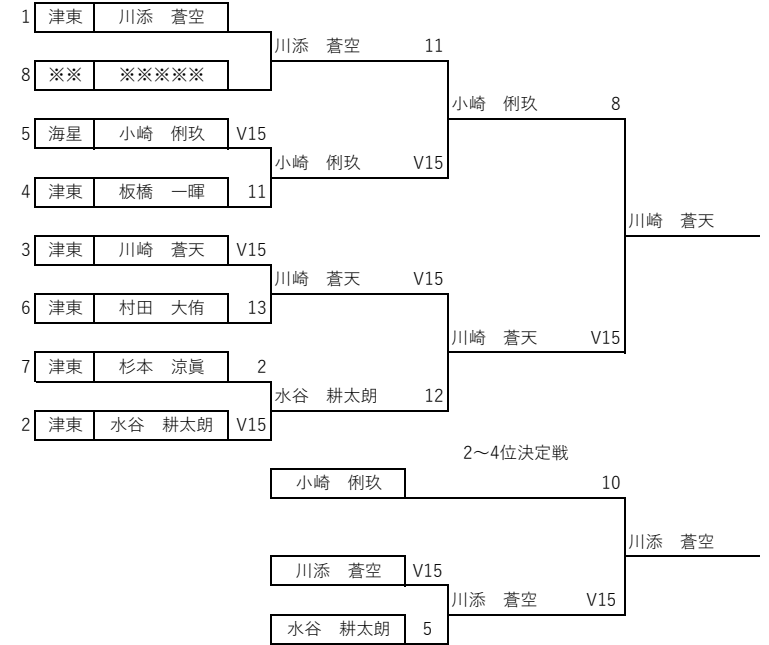 1 津東 川添　蒼空
川添　蒼空 11
8 ※※ ※※※※※
小崎　俐玖 8
5 海星 小崎　俐玖 V15
小崎　俐玖 V15
4 津東 板橋　一暉 11
川崎　蒼天
3 津東 川崎　蒼天 V15
川崎　蒼天 V15
6 津東 村田　大侑 13
川崎　蒼天 V15
7 津東 杉本　涼眞 2
水谷　耕太朗 12
2 津東 水谷　耕太朗 V15
2～4位決定戦
小崎　俐玖 10
川添　蒼空
川添　蒼空 V15
川添　蒼空 V15
水谷　耕太朗 5